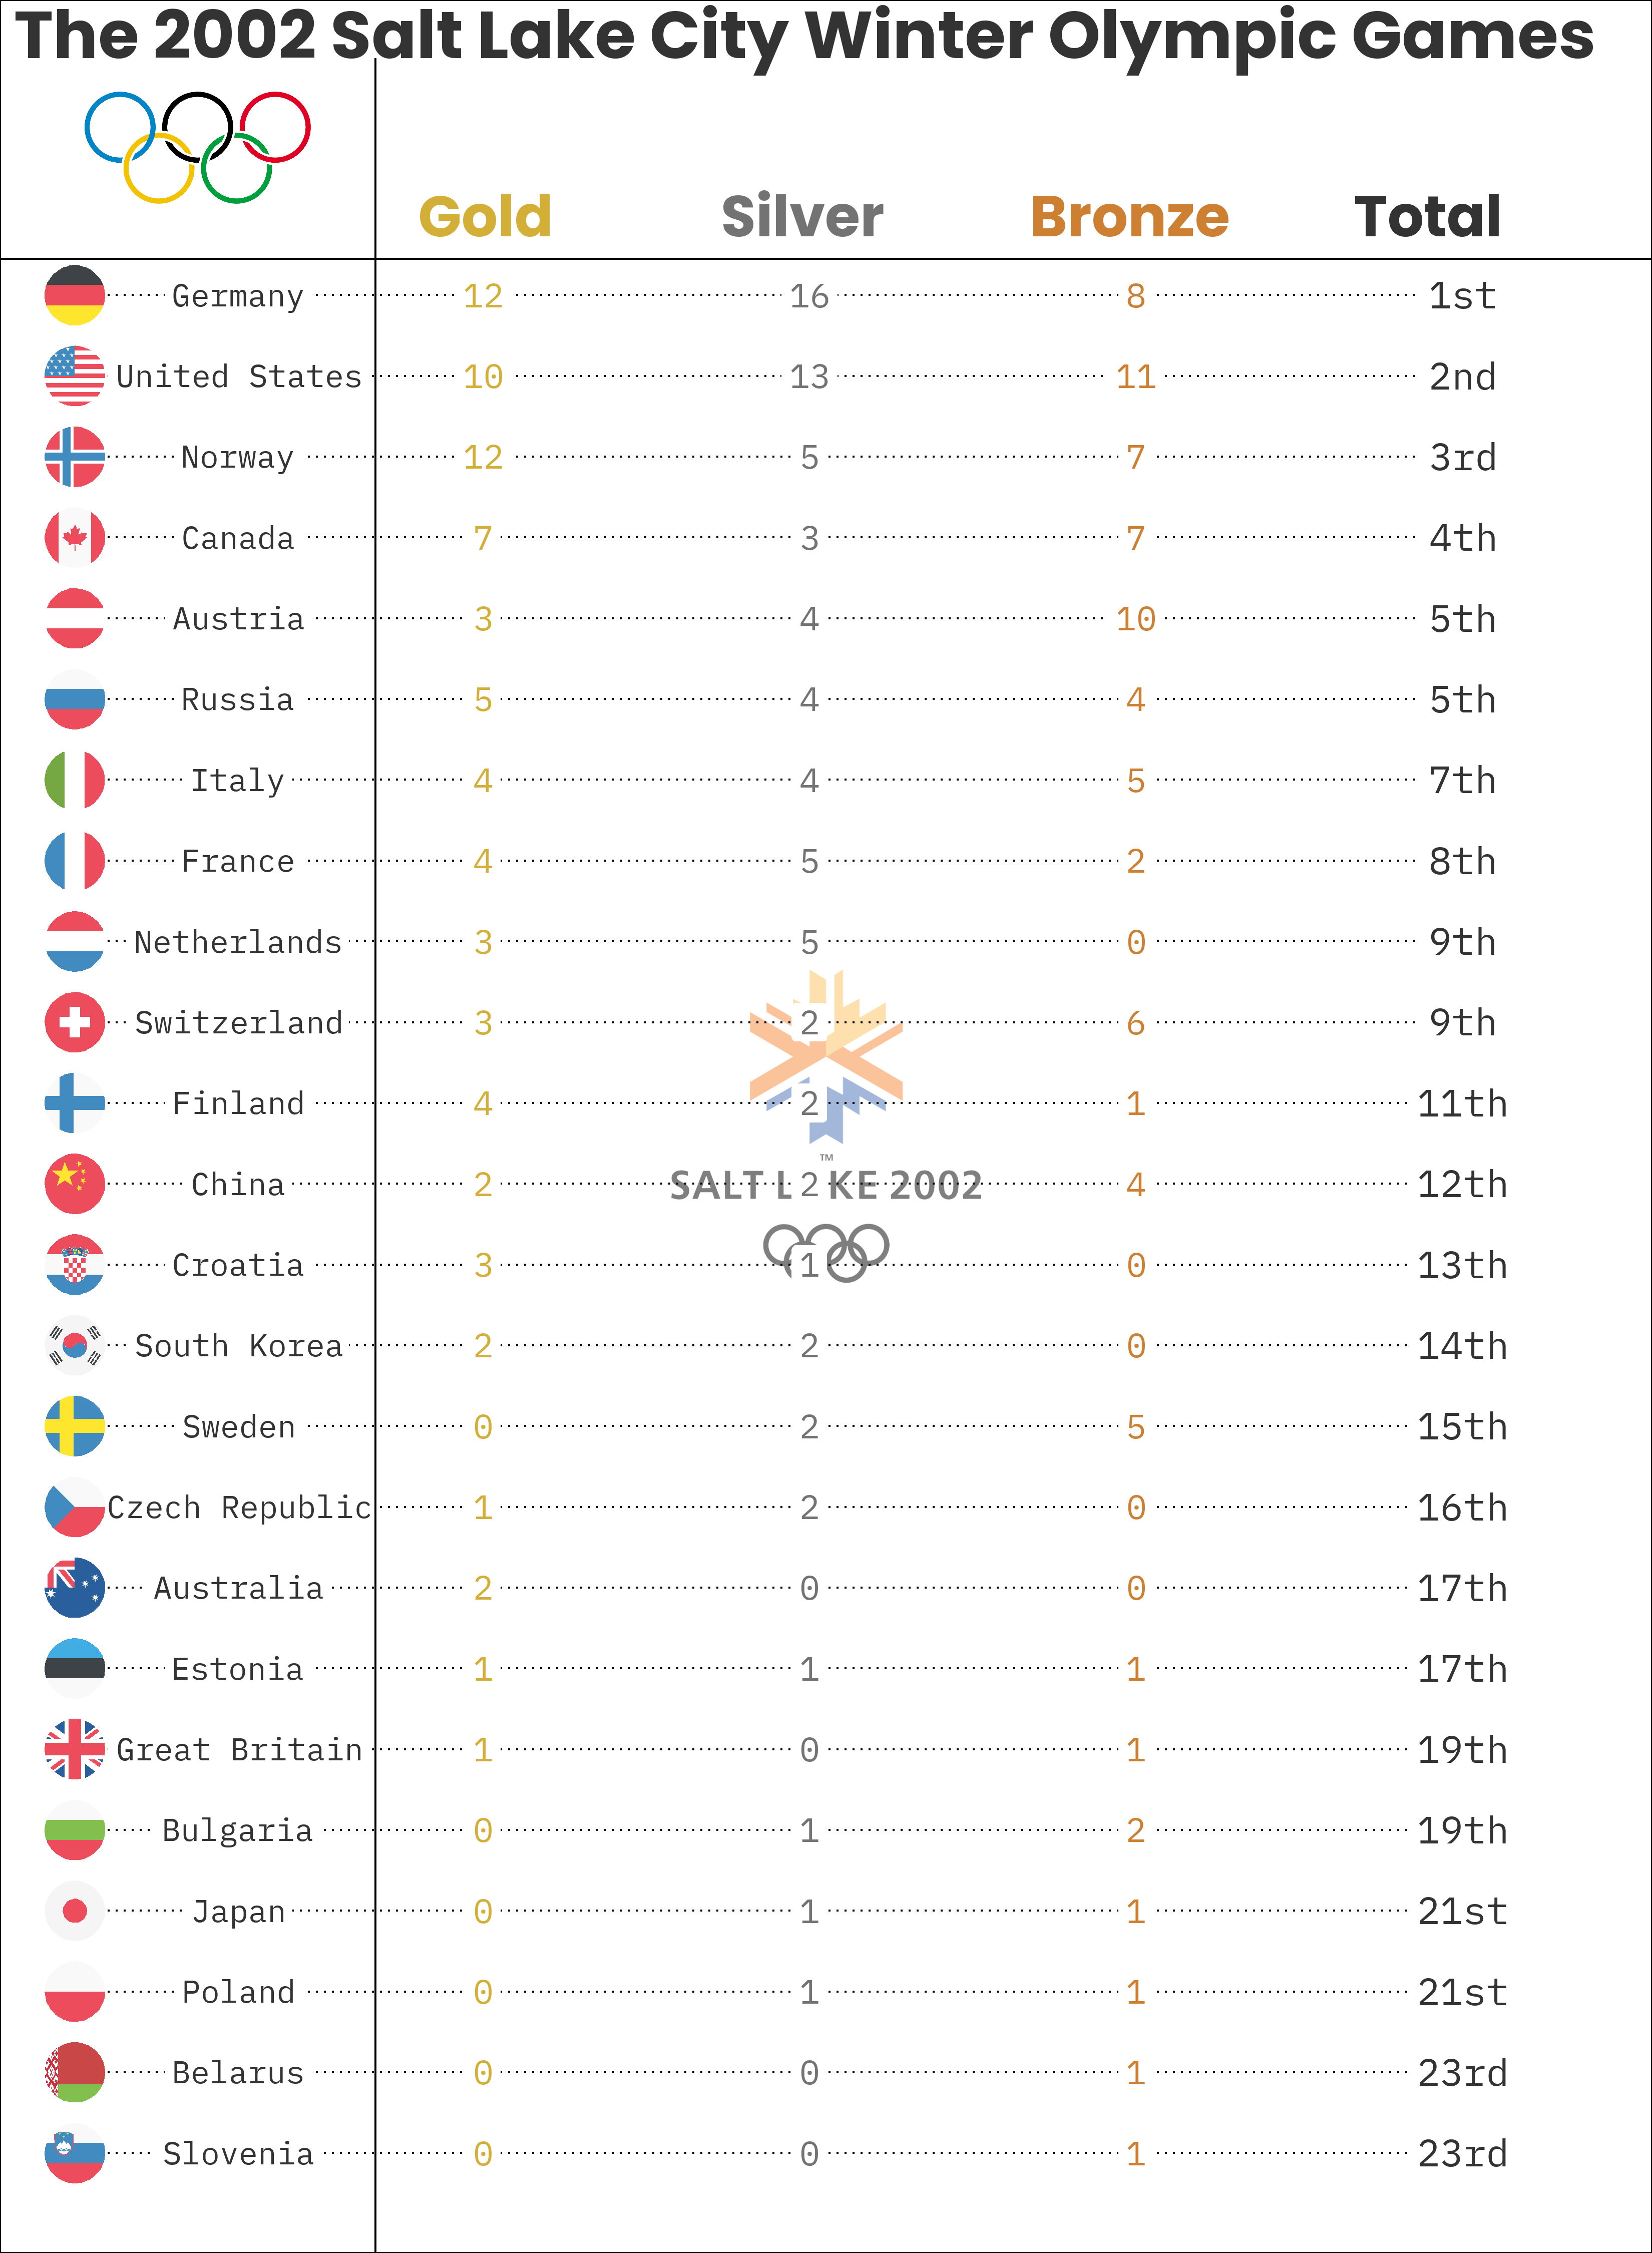 The 2002 Salt Lake City Winter Olympic Games
Gold Silver Bronze Total
Germany 12 16 8 1st
United States 10 13 11 2nd
Norway 12 5 7 3rd
Canada 7 3 7 4th
Austria 3 4 10 5th
Russia 5 4 4 5th
Italy 4 4 5 7th
France 4 5 2 8th
Netherlands 3 5 0 9th
Switzerland 3 2 6 9th
Finland 4 2 1 11th
TM
China 2 2 4 12th
SALT L KE 2002
Croatia 3 1 0 13th
South Korea 2 2 0 14th
Sweden 0 2 5 15th
Czech Republic 1 2 0 16th
Australia 2 0 0 17th
Estonia 1 1 1 17th
Great Britain 1 0 1 19th
Bulgaria 0 1 2 19th
Japan 0 1 1 21st
Poland 0 1 1 21st
Belarus 0 0 1 23rd
Slovenia 0 0 1 23rd